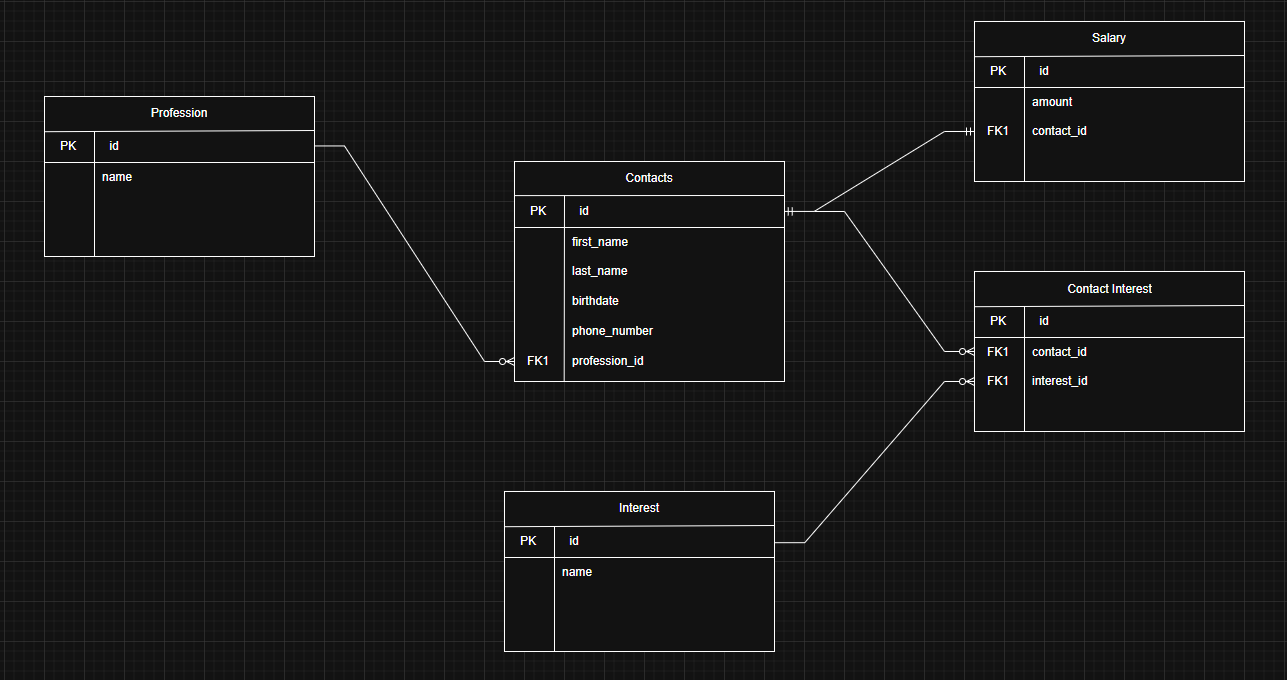 Profession
PK id
name
Contacts
PK id
first_name
last_name
birthdate
phone_number
FK1 profession_id
Salary
PK id
amount
FK1 contact_id
Contact Interest
PK id
FK1 contact_id
FK1 interest_id
Interest
PK id
name